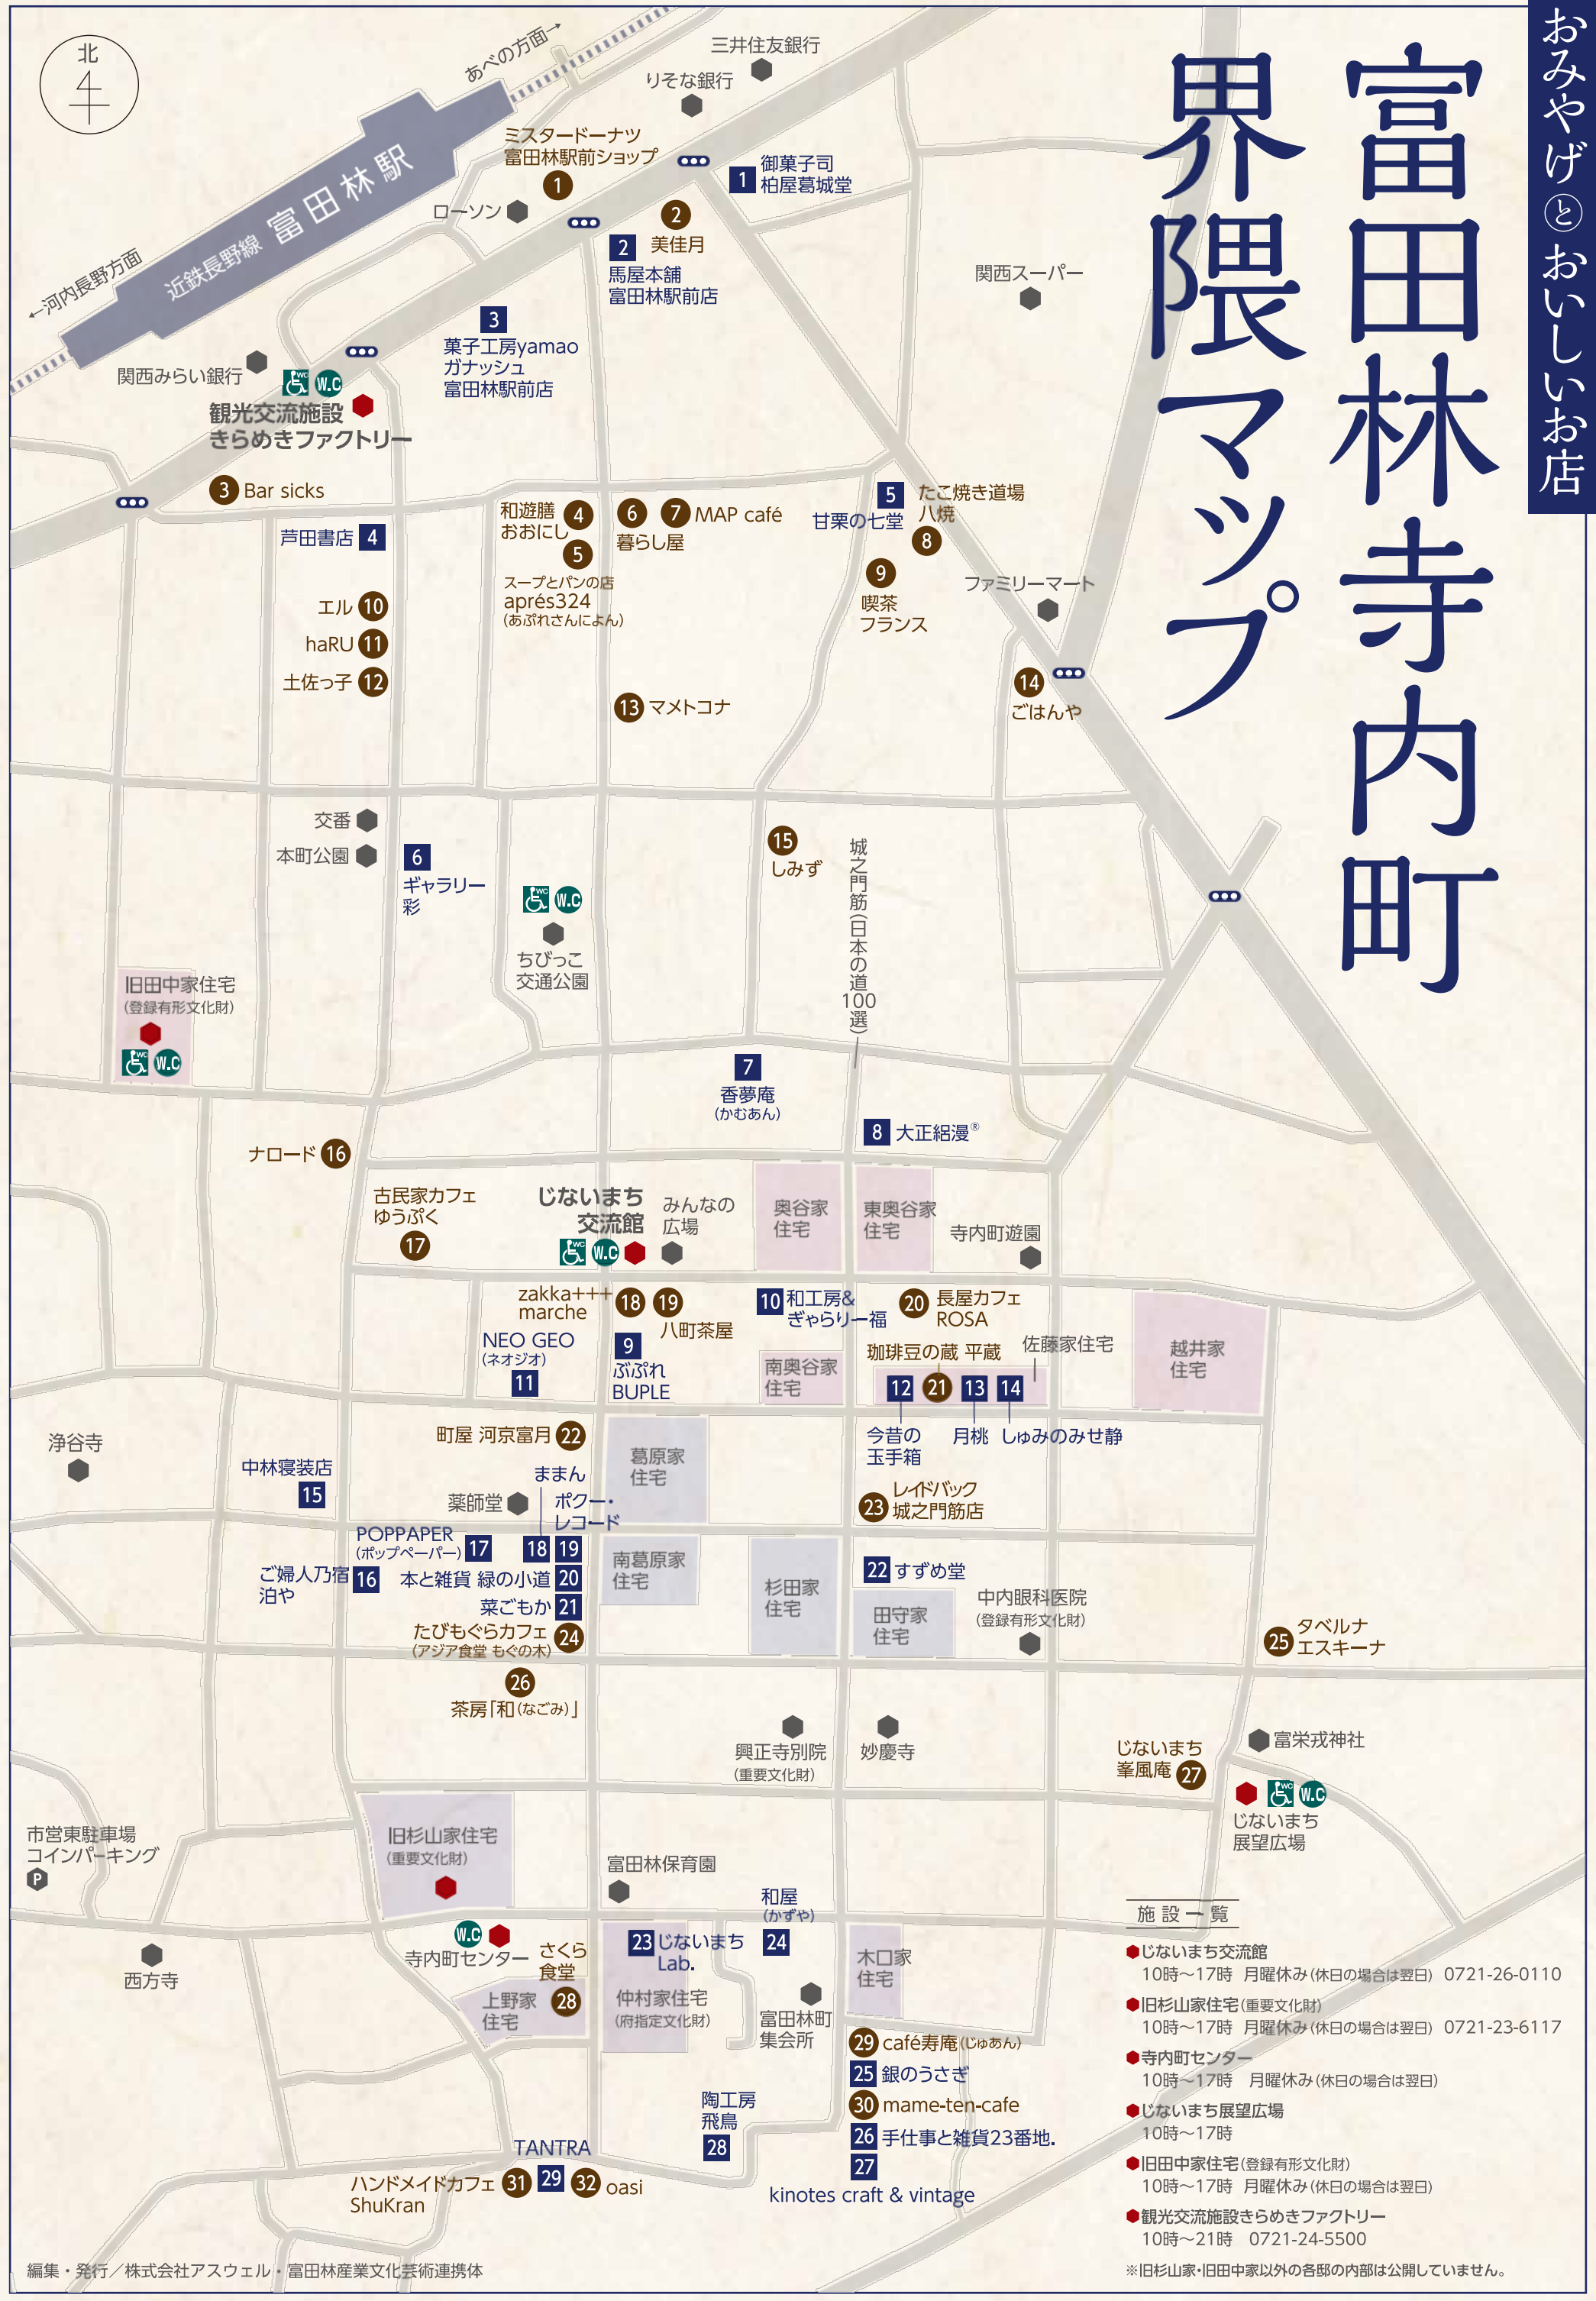 おみやげとおいしいお店
富田林寺内町
界隈マップ
北
あべの方面→
三井住友銀行
りそな銀行
ミスタードーナツ
富田林駅前ショップ
1
1
御菓子司
柏屋葛城堂
近鉄長野線 富田林駅
←河内長野方面
ローソン
2
美佳月
2
馬屋本舗
富田林駅前店
関西スーパー
3
菓子工房yamao
ガナッシュ
富田林駅前店
関西みらい銀行
WC
W.C
観光交流施設
きらめきファクトリー
3 Bar sicks
芦田書店 4
和遊膳
おおにし
4
5
スープとパンの店
aprés324
(あぷれさんによん)
6
暮らし屋
7 MAP café
5
甘栗の七堂
たこ焼き道場
八焼
8
9
喫茶
フランス
ファミリーマート
エル 10
haRU 11
土佐っ子 12
13 マメトコナ
14
ごはんや
交番
本町公園
6
ギャラリー
彩
WC
W.C
ちびっこ
交通公園
15
しみず
城之門筋(日本の道100選)
旧田中家住宅
(登録有形文化財)
WC
W.C
7
香夢庵
(かむあん)
8 大正絽漫®
ナロード 16
古民家カフェ
ゆうぷく
17
じないまち
交流館
WC
W.C
みんなの
広場
奥谷家
住宅
東奥谷家
住宅
寺内町遊園
zakka+++
marche
18
19
八町茶屋
10 和工房&
ぎゃらりー福
20 長屋カフェ
ROSA
NEO GEO
(ネオジオ)
11
9
ぶぷれ
BUPLE
南奥谷家
住宅
珈琲豆の蔵 平蔵
佐藤家住宅
12
21
13
14
今昔の
玉手箱
月桃
しゅみのみせ静
越井家
住宅
町屋 河京富月 22
葛原家
住宅
浄谷寺
中林寝装店
15
薬師堂
ままん
ポクー・
レコード
23 レイドバック
城之門筋店
POPPAPER
(ポップペーパー)
17
18
19
ご婦人乃宿
泊や
16
本と雑貨 緑の小道 20
菜ごもか 21
たびもぐらカフェ
(アジア食堂 もぐの木)
24
南葛原家
住宅
杉田家
住宅
22 すずめ堂
田守家
住宅
中内眼科医院
(登録有形文化財)
25 タベルナ
エスキーナ
26
茶房「和(なごみ)」
興正寺別院
(重要文化財)
妙慶寺
富栄戎神社
じないまち
峯風庵
27
WC
W.C
じないまち
展望広場
市営東駐車場
コインパーキング
P
旧杉山家住宅
(重要文化財)
富田林保育園
和屋
(かずや)
24
W.C
寺内町センター
西方寺
さくら
食堂
28
上野家
住宅
23 じないまち
Lab.
仲村家住宅
(府指定文化財)
富田林町
集会所
木口家
住宅
29 café寿庵(じゅあん)
25 銀のうさぎ
30 mame-ten-cafe
26 手仕事と雑貨23番地.
27
kinotes craft & vintage
陶工房
飛鳥
28
TANTRA
ハンドメイドカフェ
ShuKran
31
29
32 oasi
施設一覧
じないまち交流館
10時〜17時 月曜休み(休日の場合は翌日) 0721-26-0110
旧杉山家住宅(重要文化財)
10時〜17時 月曜休み(休日の場合は翌日) 0721-23-6117
寺内町センター
10時〜17時 月曜休み(休日の場合は翌日)
じないまち展望広場
10時〜17時
旧田中家住宅(登録有形文化財)
10時〜17時 月曜休み(休日の場合は翌日)
観光交流施設きらめきファクトリー
10時〜21時 0721-24-5500
※旧杉山家・旧田中家以外の各邸の内部は公開していません。
編集・発行／株式会社アスウェル・富田林産業文化芸術連携体